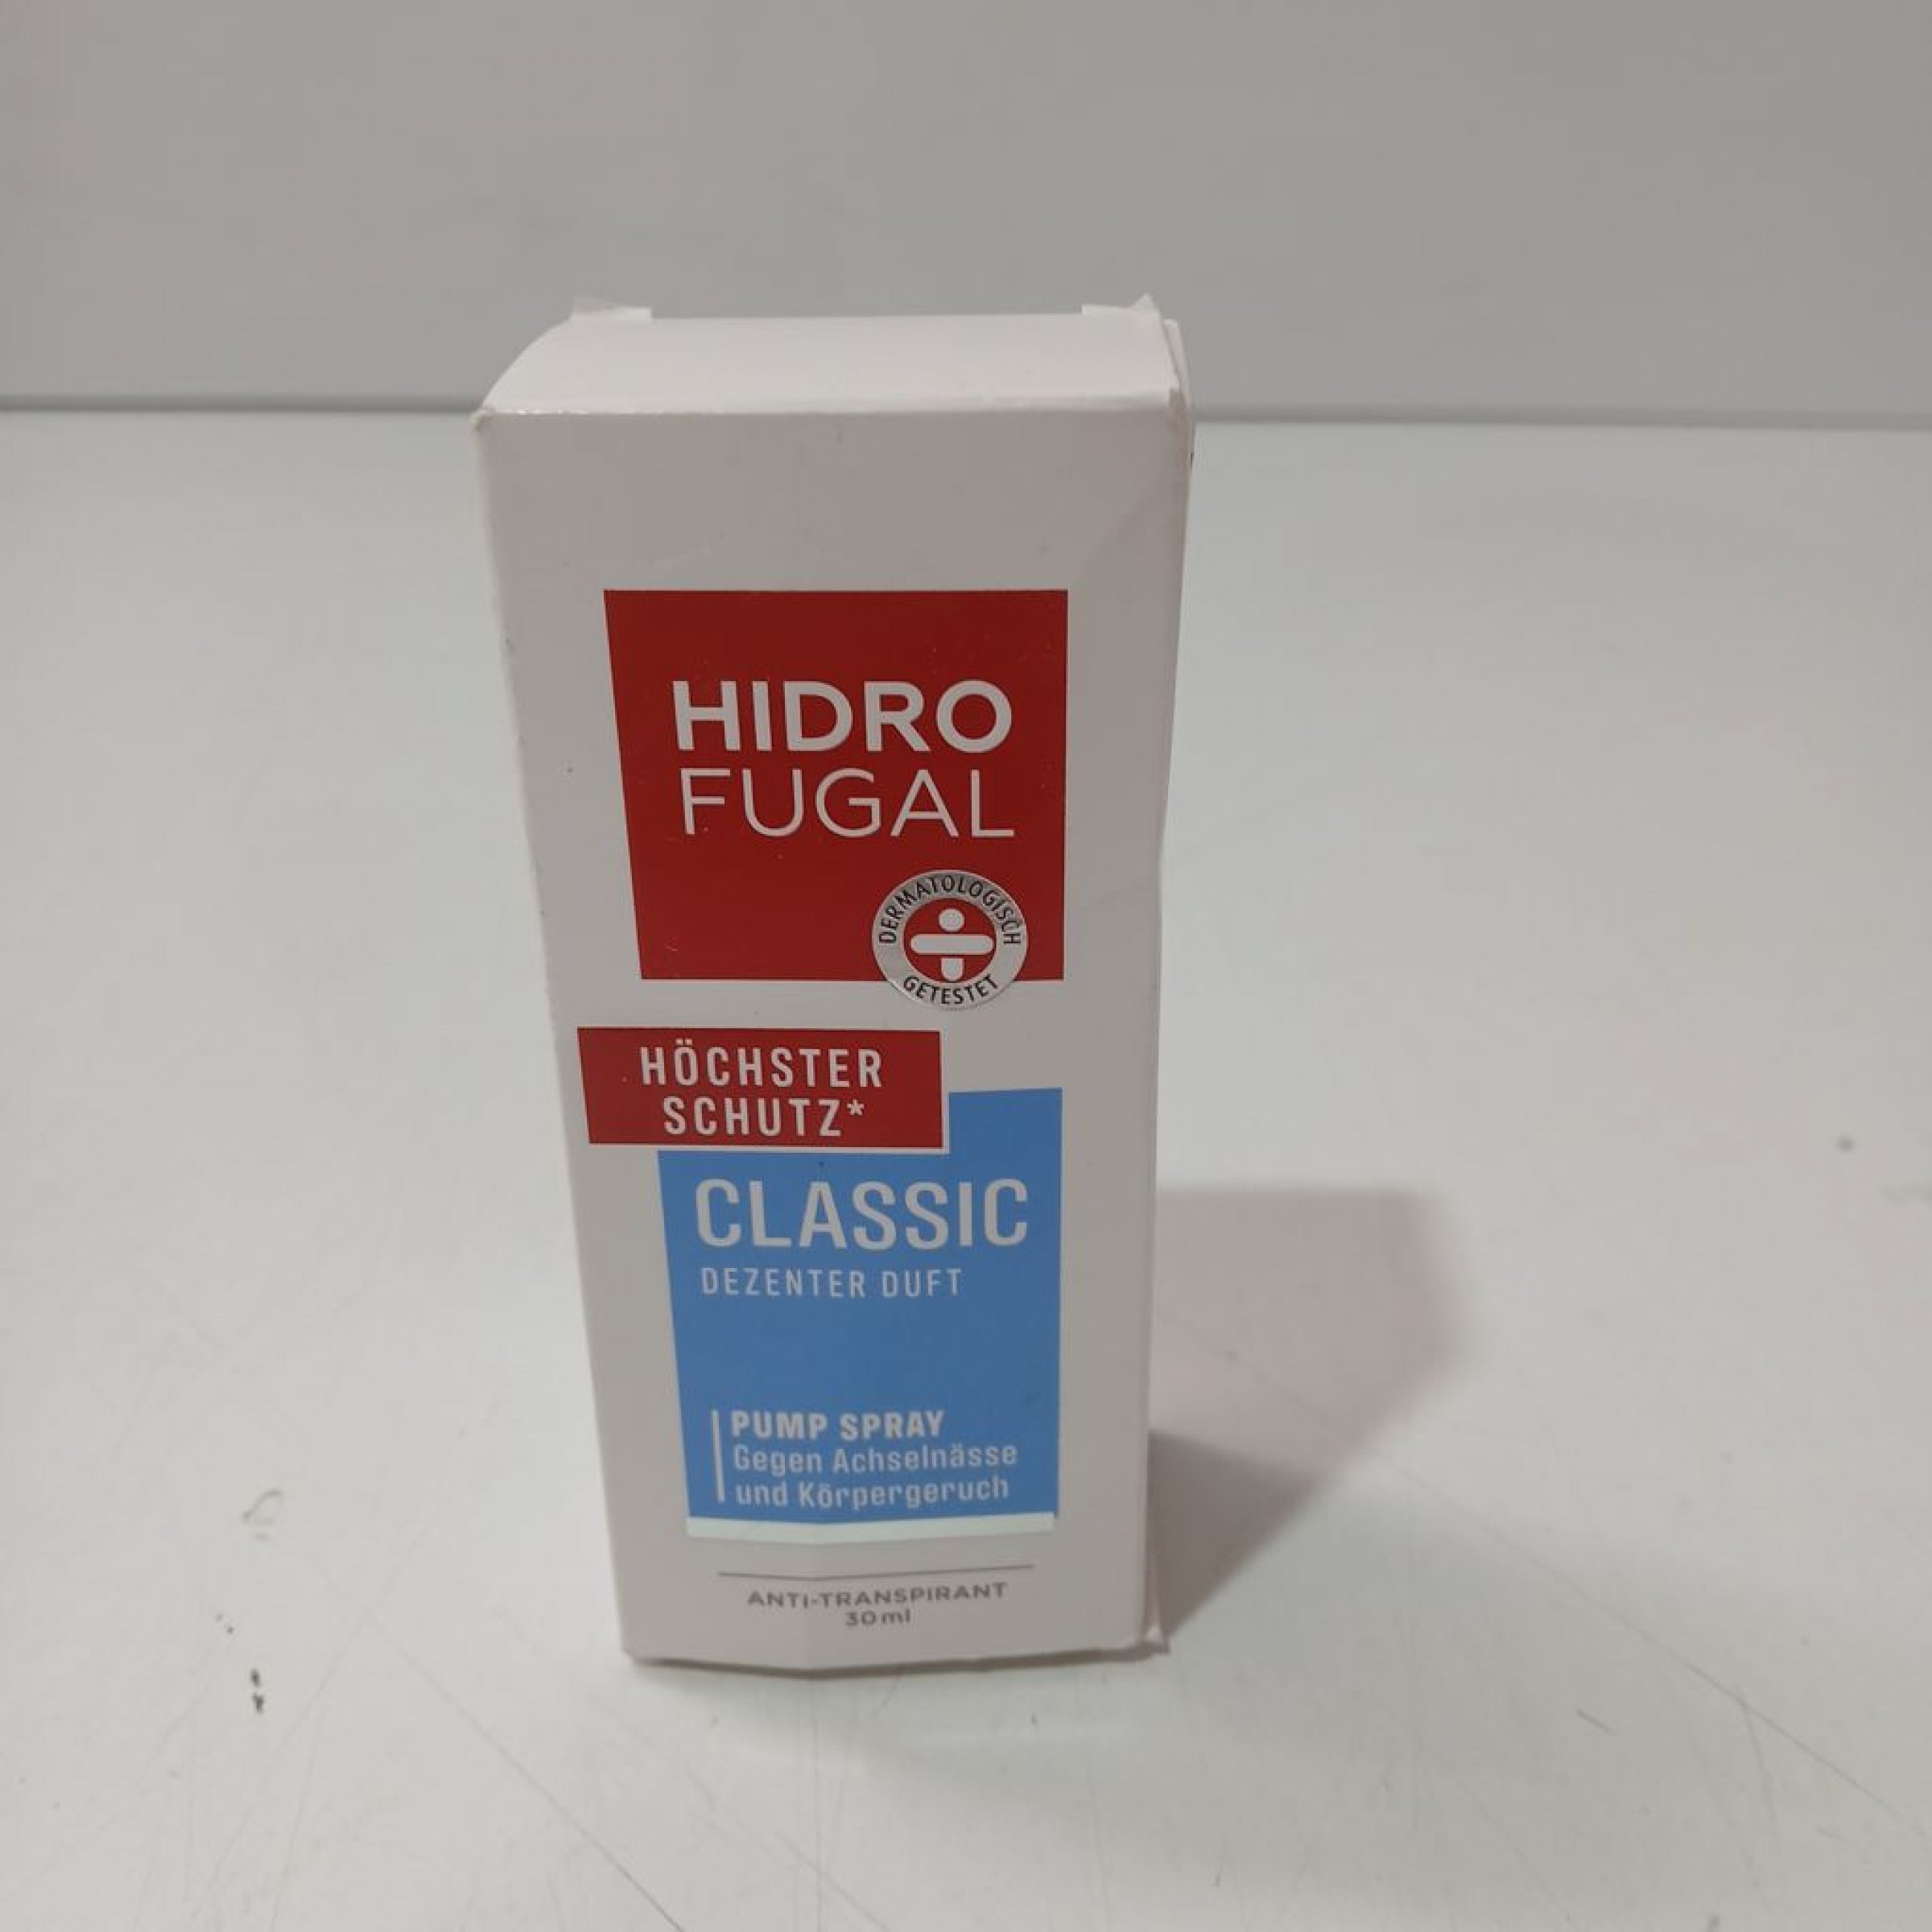 HIDRO
FUGAL
DERMATOLOGISCH
GETESTET
HÖCHSTER
SCHUTZ*
CLASSIC
DEZENTER DUFT
PUMP SPRAY
Gegen Achselnässe
und Körpergeruch
ANTI-TRANSPIRANT
30 ml